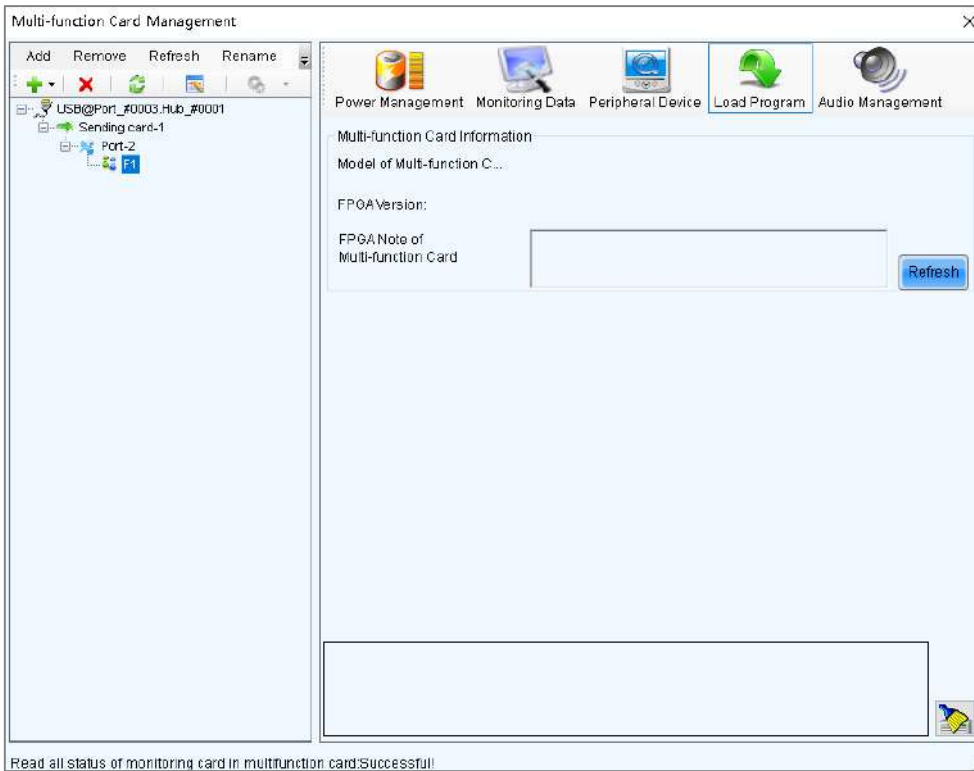 Multi-function Card Management
Add Remove Refresh Rename
USB@Port_#0003.Hub_#0001
Sending card-1
Port-2
F1
Power Management Monitoring Data Peripheral Device Load Program Audio Management
Multi-function Card Information
Model of Multi-function C...
FPGA Version:
FPGA Note of
Multi-function Card
Refresh
Read all status of monitoring card in multifunction card:Successful!